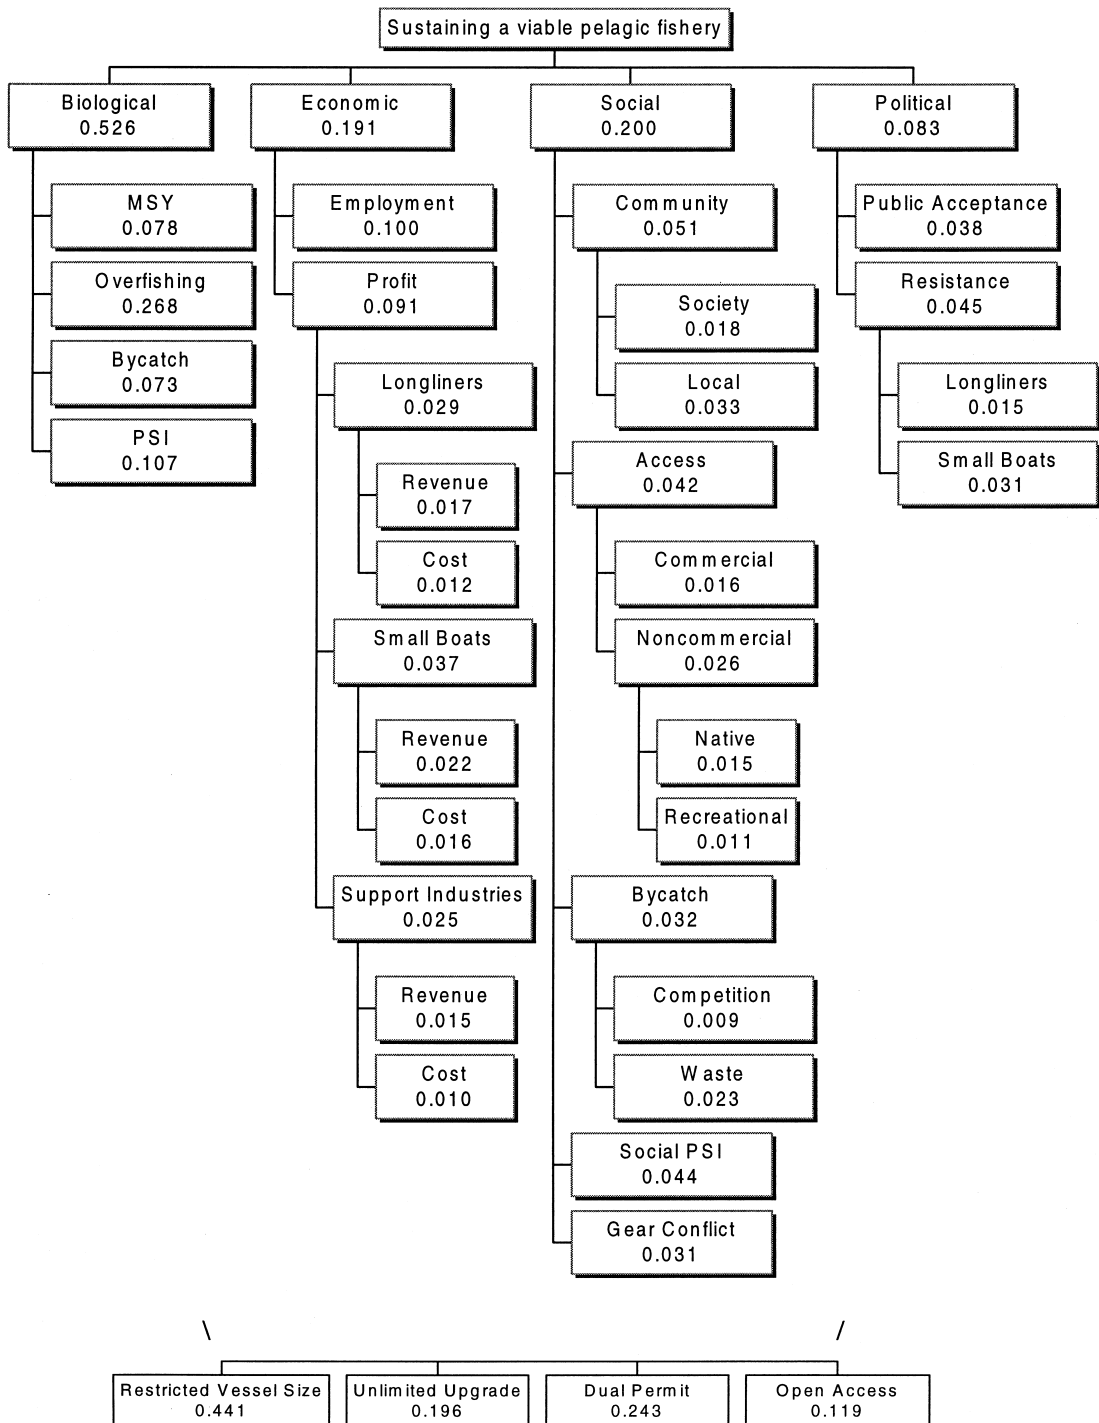 Sustaining a viable pelagic fishery
Biological
0.526
MSY
0.078
Overfishing
0.268
Bycatch
0.073
PSI
0.107
Economic
0.191
Employment
0.100
Profit
0.091
Longliners
0.029
Revenue
0.017
Cost
0.012
Small Boats
0.037
Revenue
0.022
Cost
0.016
Support Industries
0.025
Revenue
0.015
Cost
0.010
Social
0.200
Community
0.051
Society
0.018
Local
0.033
Access
0.042
Commercial
0.016
Noncommercial
0.026
Native
0.015
Recreational
0.011
Bycatch
0.032
Competition
0.009
Waste
0.023
Social PSI
0.044
Gear Conflict
0.031
Political
0.083
Public Acceptance
0.038
Resistance
0.045
Longliners
0.015
Small Boats
0.031
\ /
Restricted Vessel Size
0.441
Unlimited Upgrade
0.196
Dual Permit
0.243
Open Access
0.119